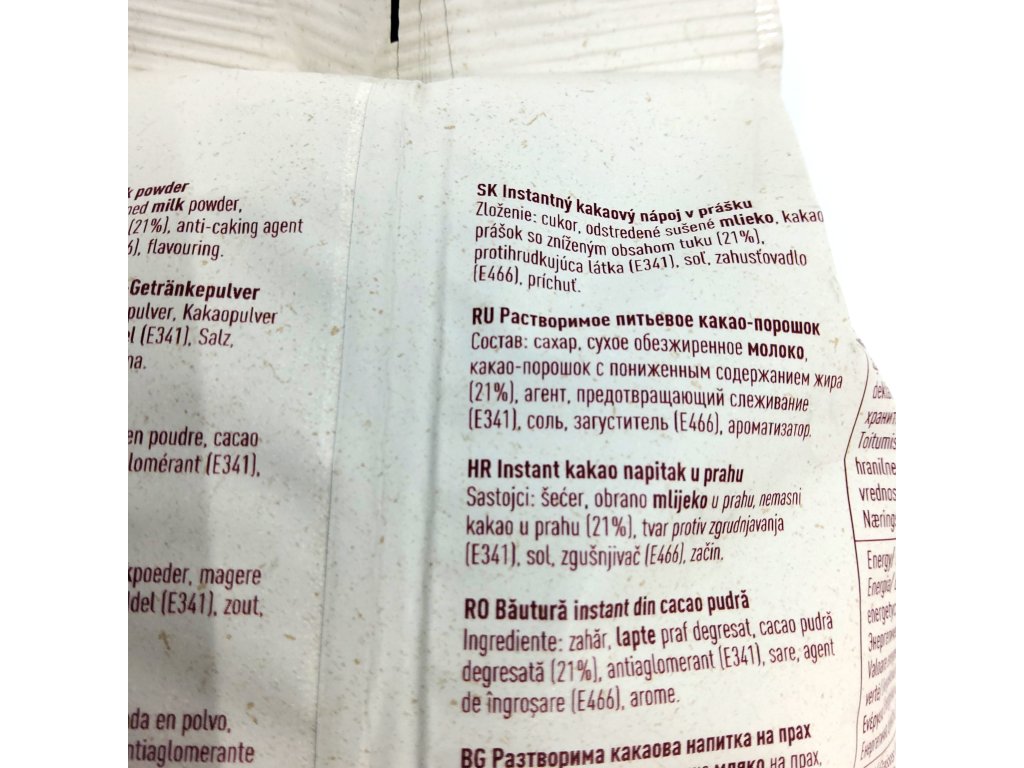 powder
milk powder,
(21%), anti-caking agent
flavouring.
Getränkepulver
pulver, Kakaopulver
(E341), Salz,
en poudre, cacao
(E341),
magere
(E341), zout,
en polvo,
SK Instantný kakaový nápoj v prášku
Zloženie: cukor, odstredené sušené mlieko, kakao
prášok so zníženým obsahom tuku (21%),
protihrudkujúca látka (E341), soľ, zahusťovadlo
(E466), príchuť.
RU Растворимое питьевое какао-порошок
Состав: сахар, сухое обезжиренное молоко,
какао-порошок с пониженным содержанием жира
(21%), агент, предотвращающий слеживание
(E341), соль, загуститель (E466), ароматизатор.
HR Instant kakao napitak u prahu
Sastojci: šećer, obrano mlijeko u prahu, nemasni
kakao u prahu (21%), tvar protiv zgrudnjavanja
(E341), sol, zgušnjivač (E466), začin.
RO Băutură instant din cacao pudră
Ingrediente: zahăr, lapte praf degresat, cacao pudră
degresată (21%), antiaglomerant (E341), sare, agent
de îngroșare (E466), arome.
BG Разтворима какаова напитка на прах
мляко на прах,
Energy/